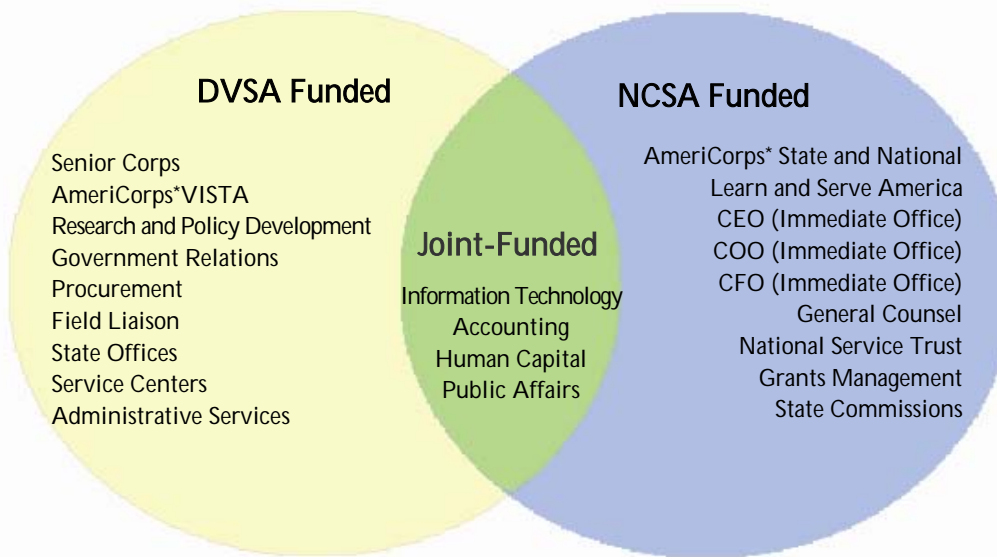 DVSA Funded
Senior Corps
AmeriCorps*VISTA
Research and Policy Development
Government Relations
Procurement
Field Liaison
State Offices
Service Centers
Administrative Services
Joint-Funded
Information Technology
Accounting
Human Capital
Public Affairs
NCSA Funded
AmeriCorps* State and National
Learn and Serve America
CEO (Immediate Office)
COO (Immediate Office)
CFO (Immediate Office)
General Counsel
National Service Trust
Grants Management
State Commissions